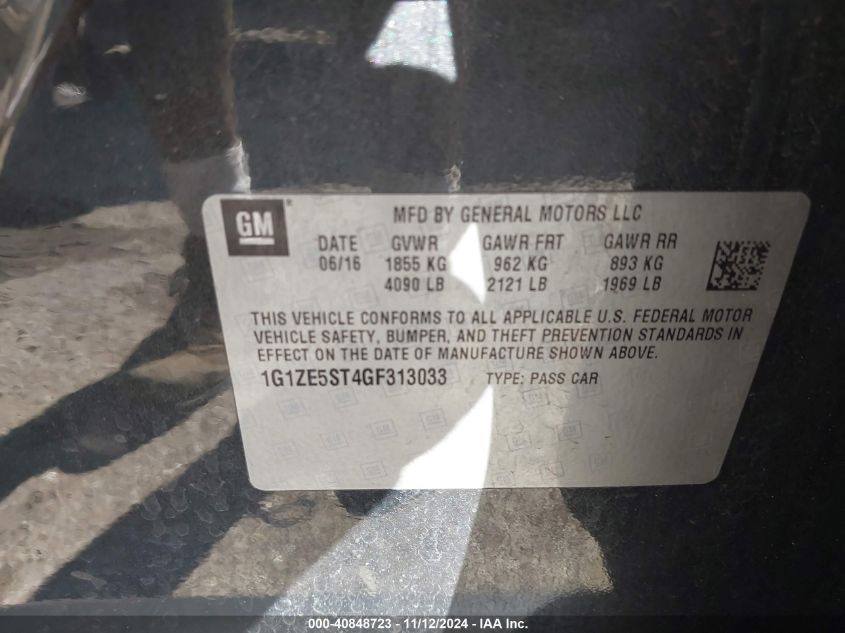 GM® MFD BY GENERAL MOTORS LLC
DATE GVWR GAWR FRT GAWR RR
06/16 1855 KG 962 KG 893 KG
4090 LB 2121 LB 1969 LB
THIS VEHICLE CONFORMS TO ALL APPLICABLE U.S. FEDERAL MOTOR
VEHICLE SAFETY, BUMPER, AND THEFT PREVENTION STANDARDS IN
EFFECT ON THE DATE OF MANUFACTURE SHOWN ABOVE.
1G1ZE5ST4GF313033 TYPE: PASS CAR
000-40848723 - 11/12/2024 - IAA Inc.